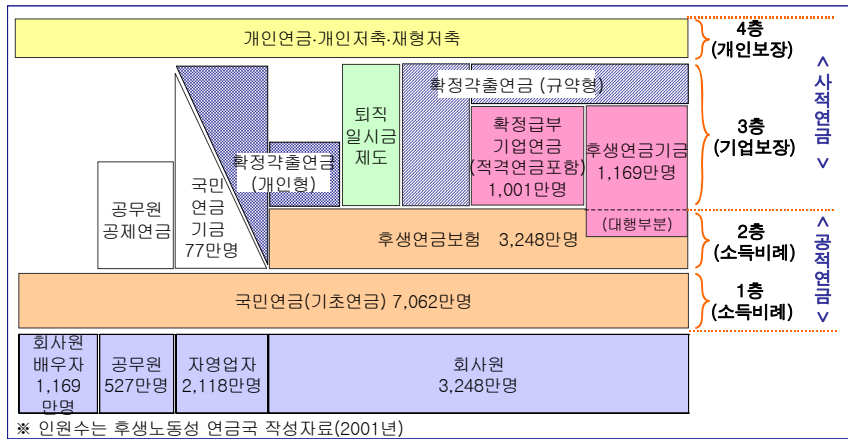 개인연금·개인저축·재형저축
4층
(개인보장)
<사적연금>
확정갹출연금 (규약형)
퇴직
일시금
제도
확정급부
기업연금
(적격연금포함)
1,001만명
후생연금기금
1,169만명
3층
(기업보장)
확정갹출연금
(개인형)
국민
연금
기금
77만명
공무원
공제연금
(대행부분)
후생연금보험 3,248만명
2층
(소득비례)
<공적연금>
국민연금(기초연금) 7,062만명
1층
(소득비례)
회사원
배우자
1,169
만명
공무원
527만명
자영업자
2,118만명
회사원
3,248만명
※ 인원수는 후생노동성 연금국 작성자료(2001년)